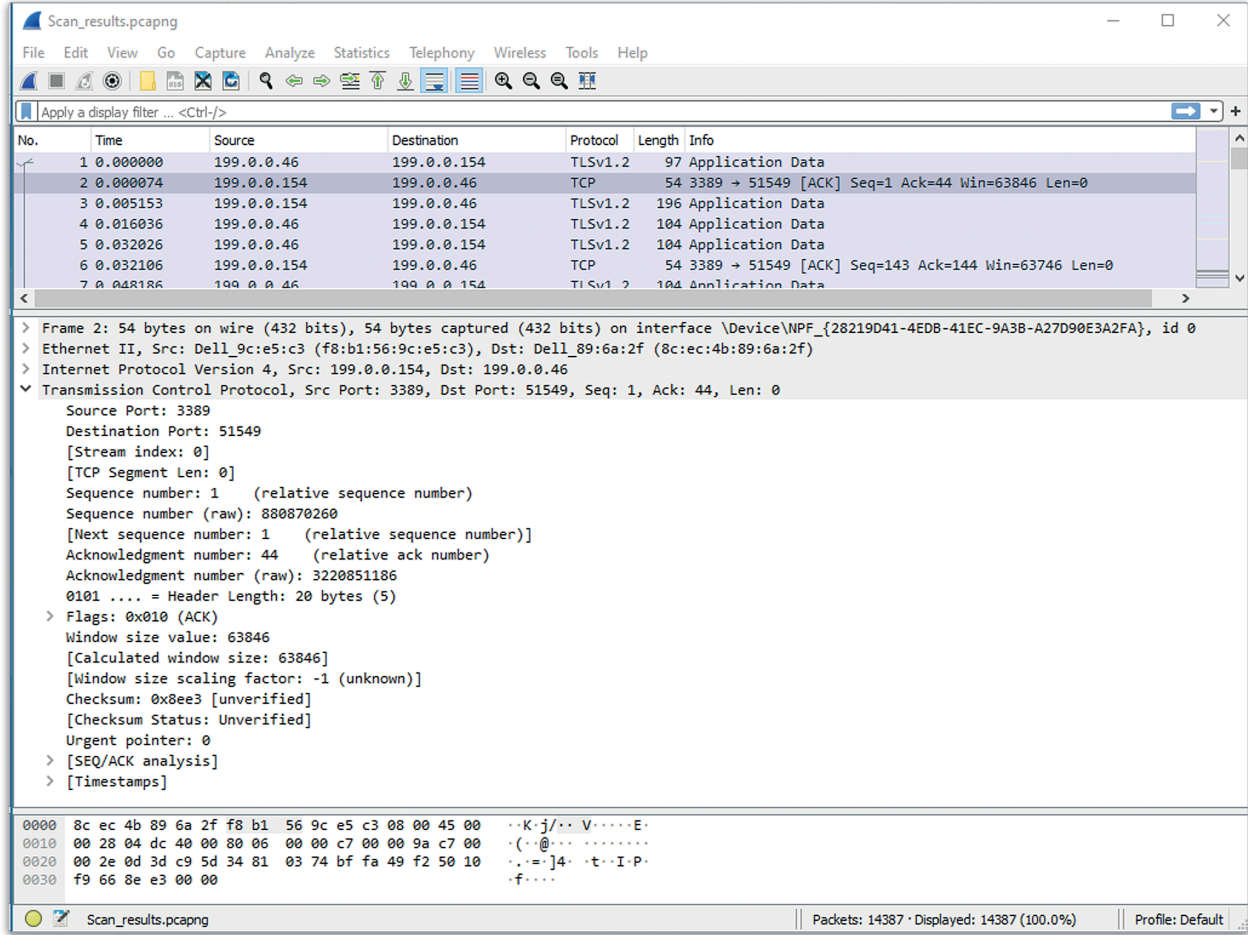 Scan_results.pcapng
File Edit View Go Capture Analyze Statistics Telephony Wireless Tools Help
Apply a display filter ... <Ctrl-/>
No. Time Source Destination Protocol Length Info
1 0.000000 199.0.0.46 199.0.0.154 TLSv1.2 97 Application Data
2 0.000074 199.0.0.154 199.0.0.46 TCP 54 3389 → 51549 [ACK] Seq=1 Ack=44 Win=63846 Len=0
3 0.005153 199.0.0.154 199.0.0.46 TLSv1.2 196 Application Data
4 0.016036 199.0.0.46 199.0.0.154 TLSv1.2 104 Application Data
5 0.032026 199.0.0.46 199.0.0.154 TLSv1.2 104 Application Data
6 0.032106 199.0.0.154 199.0.0.46 TCP 54 3389 → 51549 [ACK] Seq=143 Ack=144 Win=63746 Len=0
7 0.048186 199.0.0.46 199.0.0.154 TLSv1.2 104 Application Data
Frame 2: 54 bytes on wire (432 bits), 54 bytes captured (432 bits) on interface \Device\NPF_{28219D41-4EDB-41EC-9A3B-A27D90E3A2FA}, id 0
Ethernet II, Src: Dell_9c:e5:c3 (f8:b1:56:9c:e5:c3), Dst: Dell_89:6a:2f (8c:ec:4b:89:6a:2f)
Internet Protocol Version 4, Src: 199.0.0.154, Dst: 199.0.0.46
Transmission Control Protocol, Src Port: 3389, Dst Port: 51549, Seq: 1, Ack: 44, Len: 0
Source Port: 3389
Destination Port: 51549
[Stream index: 0]
[TCP Segment Len: 0]
Sequence number: 1 (relative sequence number)
Sequence number (raw): 880870260
[Next sequence number: 1 (relative sequence number)]
Acknowledgment number: 44 (relative ack number)
Acknowledgment number (raw): 3220851186
0101 .... = Header Length: 20 bytes (5)
Flags: 0x010 (ACK)
Window size value: 63846
[Calculated window size: 63846]
[Window size scaling factor: -1 (unknown)]
Checksum: 0x8ee3 [unverified]
[Checksum Status: Unverified]
Urgent pointer: 0
[SEQ/ACK analysis]
[Timestamps]
0000 8c ec 4b 89 6a 2f f8 b1 56 9c e5 c3 08 00 45 00 ··K·j/·· V·····E·
0010 00 28 04 dc 40 00 80 06 00 00 c7 00 00 9a c7 00 ·(··@··· ········
0020 00 2e 0d 3d c9 5d 34 81 03 74 bf fa 49 f2 50 10 ·.·=·]4· ·t··I·P·
0030 f9 66 8e e3 00 00 ·f····
Scan_results.pcapng Packets: 14387 · Displayed: 14387 (100.0%) Profile: Default